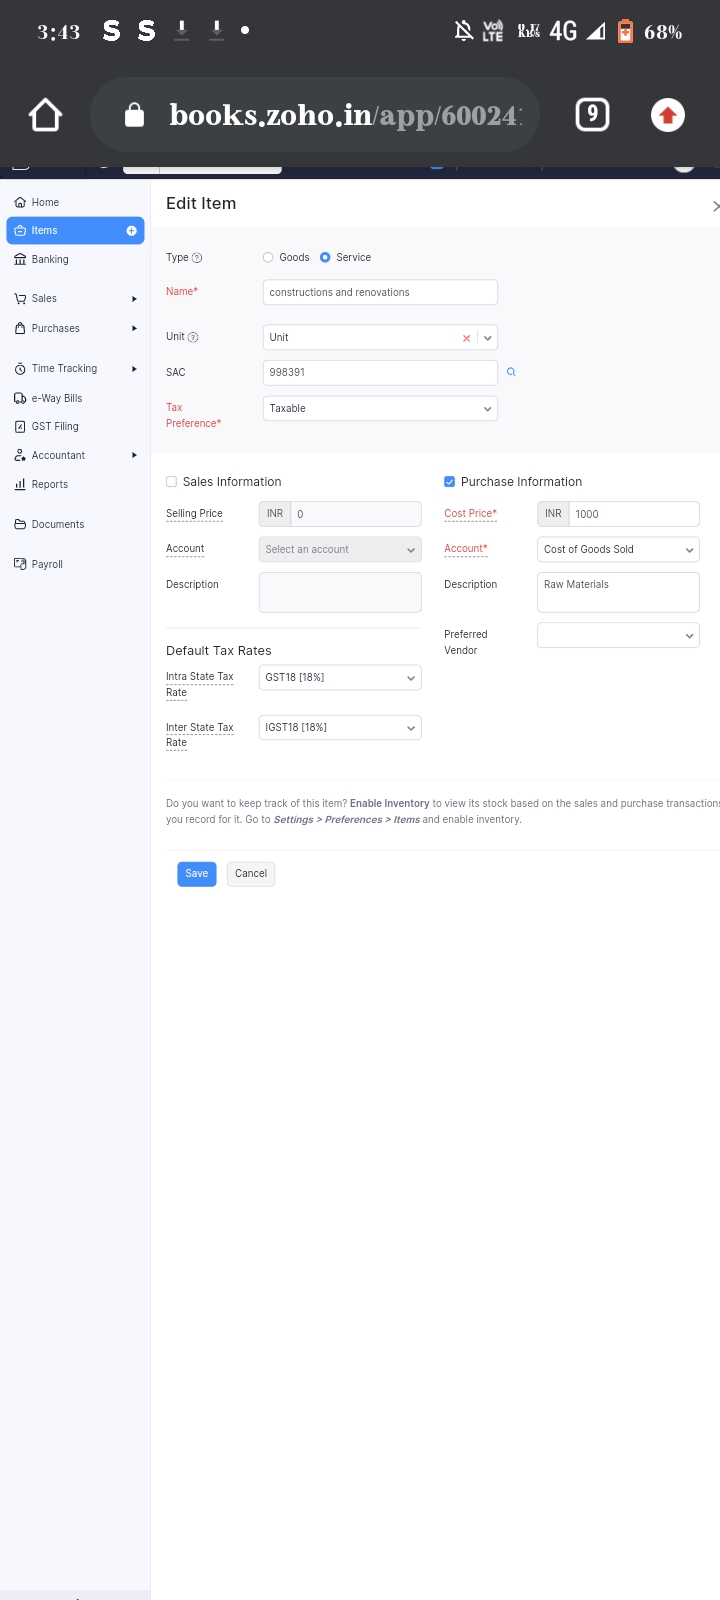 3:43 S S VoD LTE KB/s 4G 68%
books.zoho.in/app/60024
9
Edit Item
Home
Items
Banking
Sales
Purchases
Time Tracking
e-Way Bills
GST Filing
Accountant
Reports
Documents
Payroll
Type ? Goods Service
Name* constructions and renovations
Unit ? Unit
SAC 998391
Tax Preference* Taxable
Sales Information
Selling Price INR 0
Account Select an account
Description
Default Tax Rates
Intra State Tax Rate GST18 [18%]
Inter State Tax Rate IGST18 [18%]
Purchase Information
Cost Price* INR 1000
Account* Cost of Goods Sold
Description Raw Materials
Preferred Vendor
Do you want to keep track of this item? Enable Inventory to view its stock based on the sales and purchase transactions
you record for it. Go to Settings > Preferences > Items and enable inventory.
Save Cancel